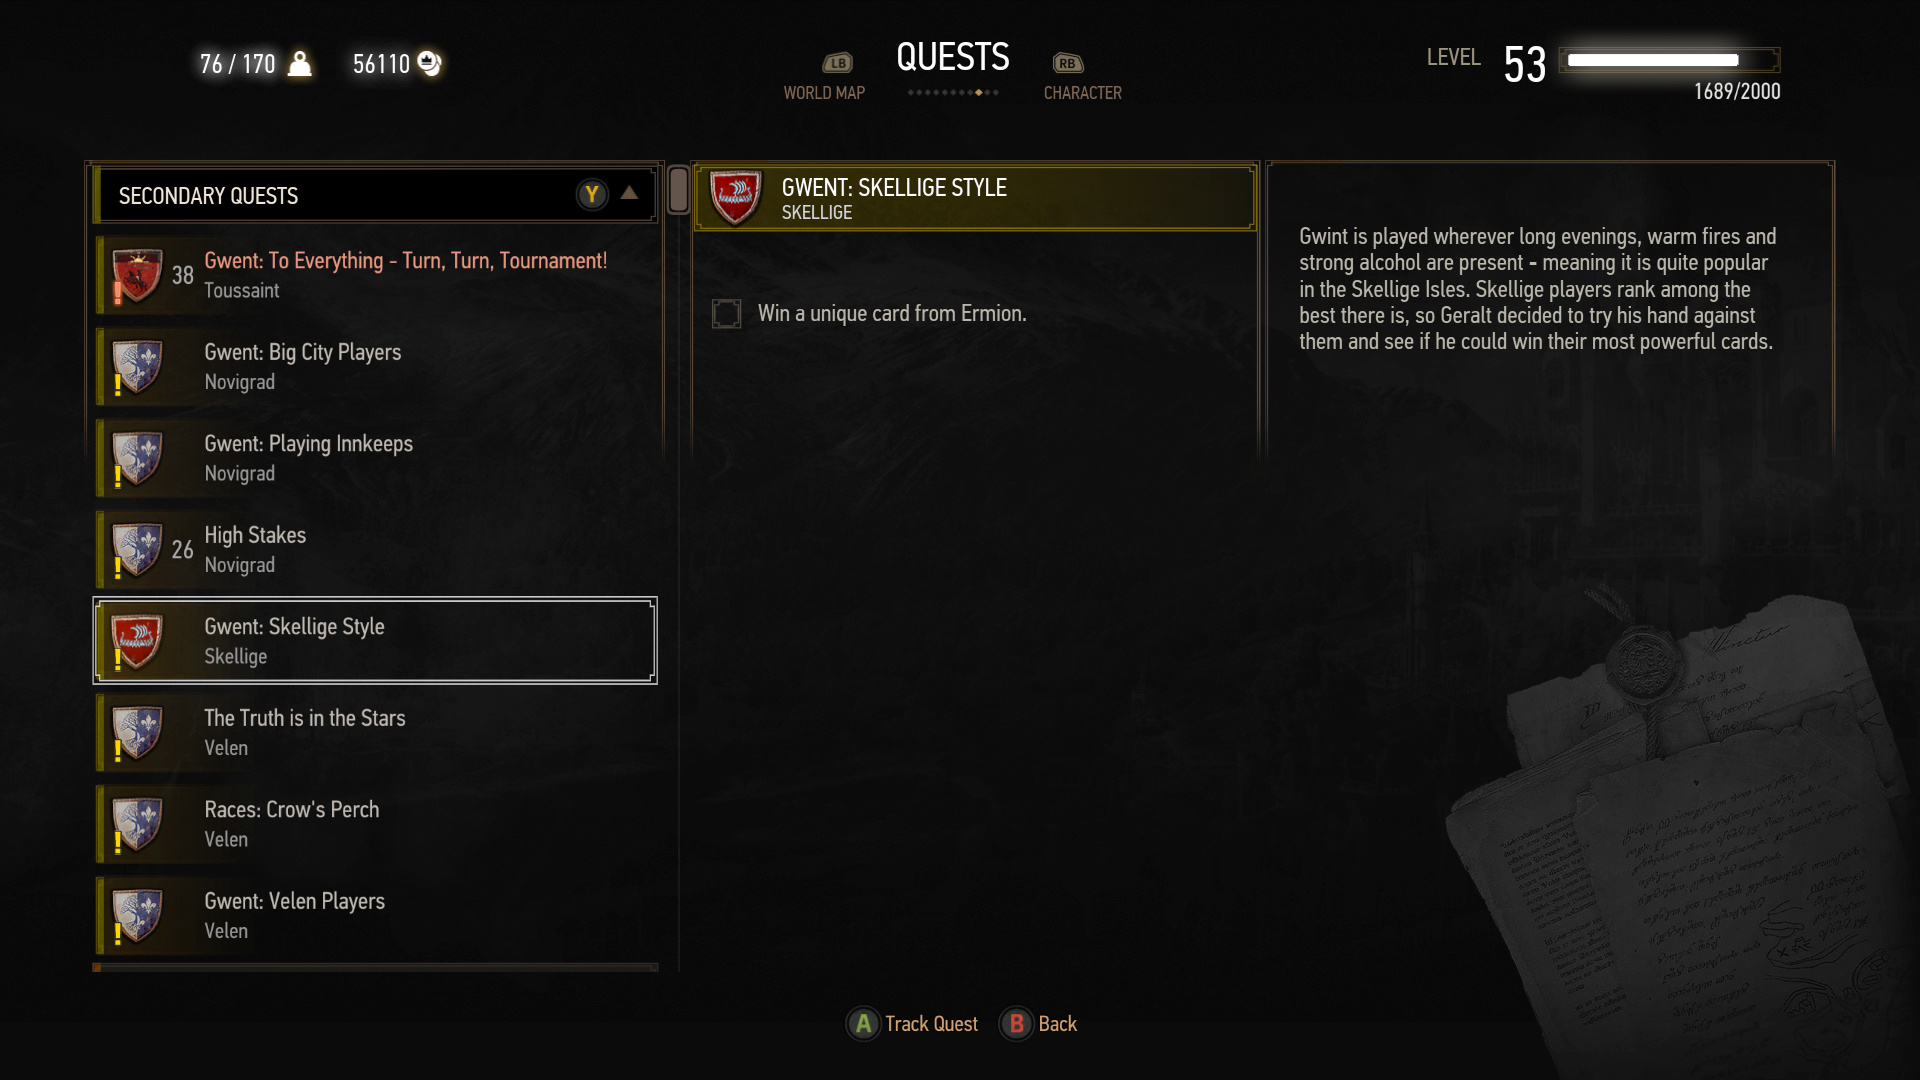 76 / 170
56110
LB
WORLD MAP
QUESTS
RB
CHARACTER
LEVEL 53
1689/2000
SECONDARY QUESTS
Y
38
Gwent: To Everything - Turn, Turn, Tournament!
Toussaint
Gwent: Big City Players
Novigrad
Gwent: Playing Innkeeps
Novigrad
26
High Stakes
Novigrad
Gwent: Skellige Style
Skellige
The Truth is in the Stars
Velen
Races: Crow's Perch
Velen
Gwent: Velen Players
Velen
GWENT: SKELLIGE STYLE
SKELLIGE
Win a unique card from Ermion.
Gwint is played wherever long evenings, warm fires and
strong alcohol are present - meaning it is quite popular
in the Skellige Isles. Skellige players rank among the
best there is, so Geralt decided to try his hand against
them and see if he could win their most powerful cards.
A Track Quest
B Back